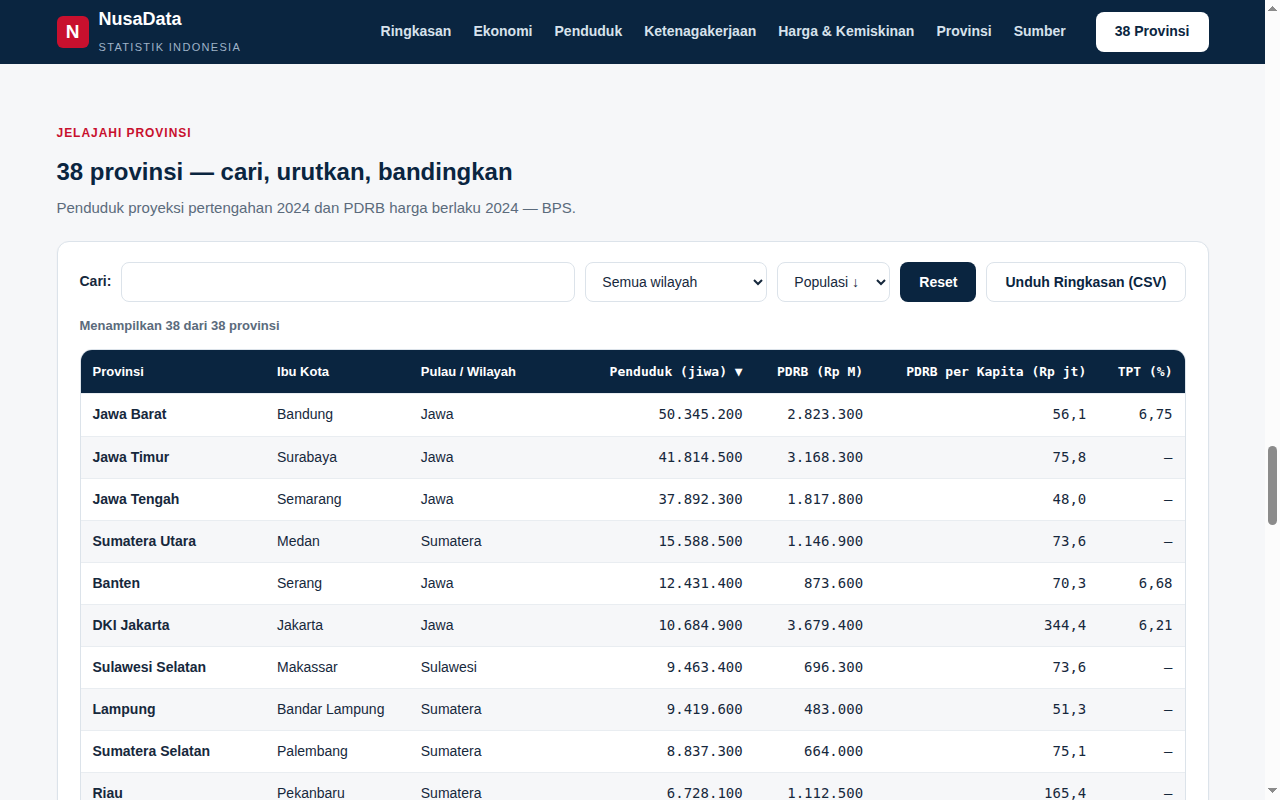 N NusaData
STATISTIK INDONESIA
Ringkasan Ekonomi Penduduk Ketenagakerjaan Harga & Kemiskinan Provinsi Sumber 38 Provinsi
JELAJAHI PROVINSI
38 provinsi — cari, urutkan, bandingkan
Penduduk proyeksi pertengahan 2024 dan PDRB harga berlaku 2024 — BPS.
Cari: Semua wilayah Populasi ↓ Reset Unduh Ringkasan (CSV)
Menampilkan 38 dari 38 provinsi
Provinsi Ibu Kota Pulau / Wilayah Penduduk (jiwa) ▼ PDRB (Rp M) PDRB per Kapita (Rp jt) TPT (%)
Jawa Barat Bandung Jawa 50.345.200 2.823.300 56,1 6,75
Jawa Timur Surabaya Jawa 41.814.500 3.168.300 75,8 –
Jawa Tengah Semarang Jawa 37.892.300 1.817.800 48,0 –
Sumatera Utara Medan Sumatera 15.588.500 1.146.900 73,6 –
Banten Serang Jawa 12.431.400 873.600 70,3 6,68
DKI Jakarta Jakarta Jawa 10.684.900 3.679.400 344,4 6,21
Sulawesi Selatan Makassar Sulawesi 9.463.400 696.300 73,6 –
Lampung Bandar Lampung Sumatera 9.419.600 483.000 51,3 –
Sumatera Selatan Palembang Sumatera 8.837.300 664.000 75,1 –
Riau Pekanbaru Sumatera 6.728.100 1.112.500 165,4 –